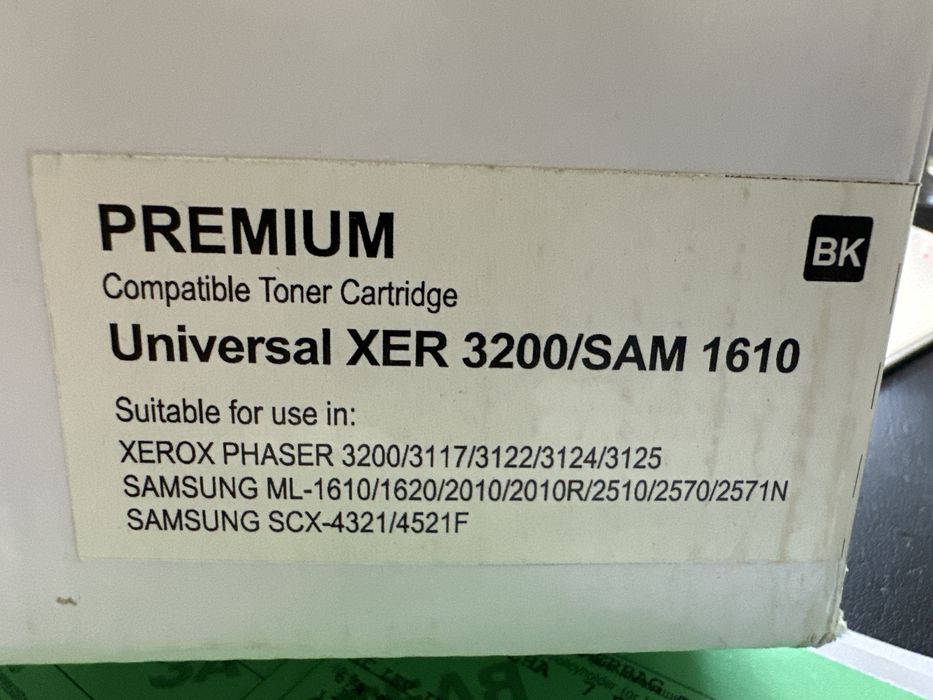 PREMIUM
BK
Compatible Toner Cartridge
Universal XER 3200/SAM 1610
Suitable for use in:
XEROX PHASER 3200/3117/3122/3124/3125
SAMSUNG ML-1610/1620/2010/2010R/2510/2570/2571N
SAMSUNG SCX-4321/4521F